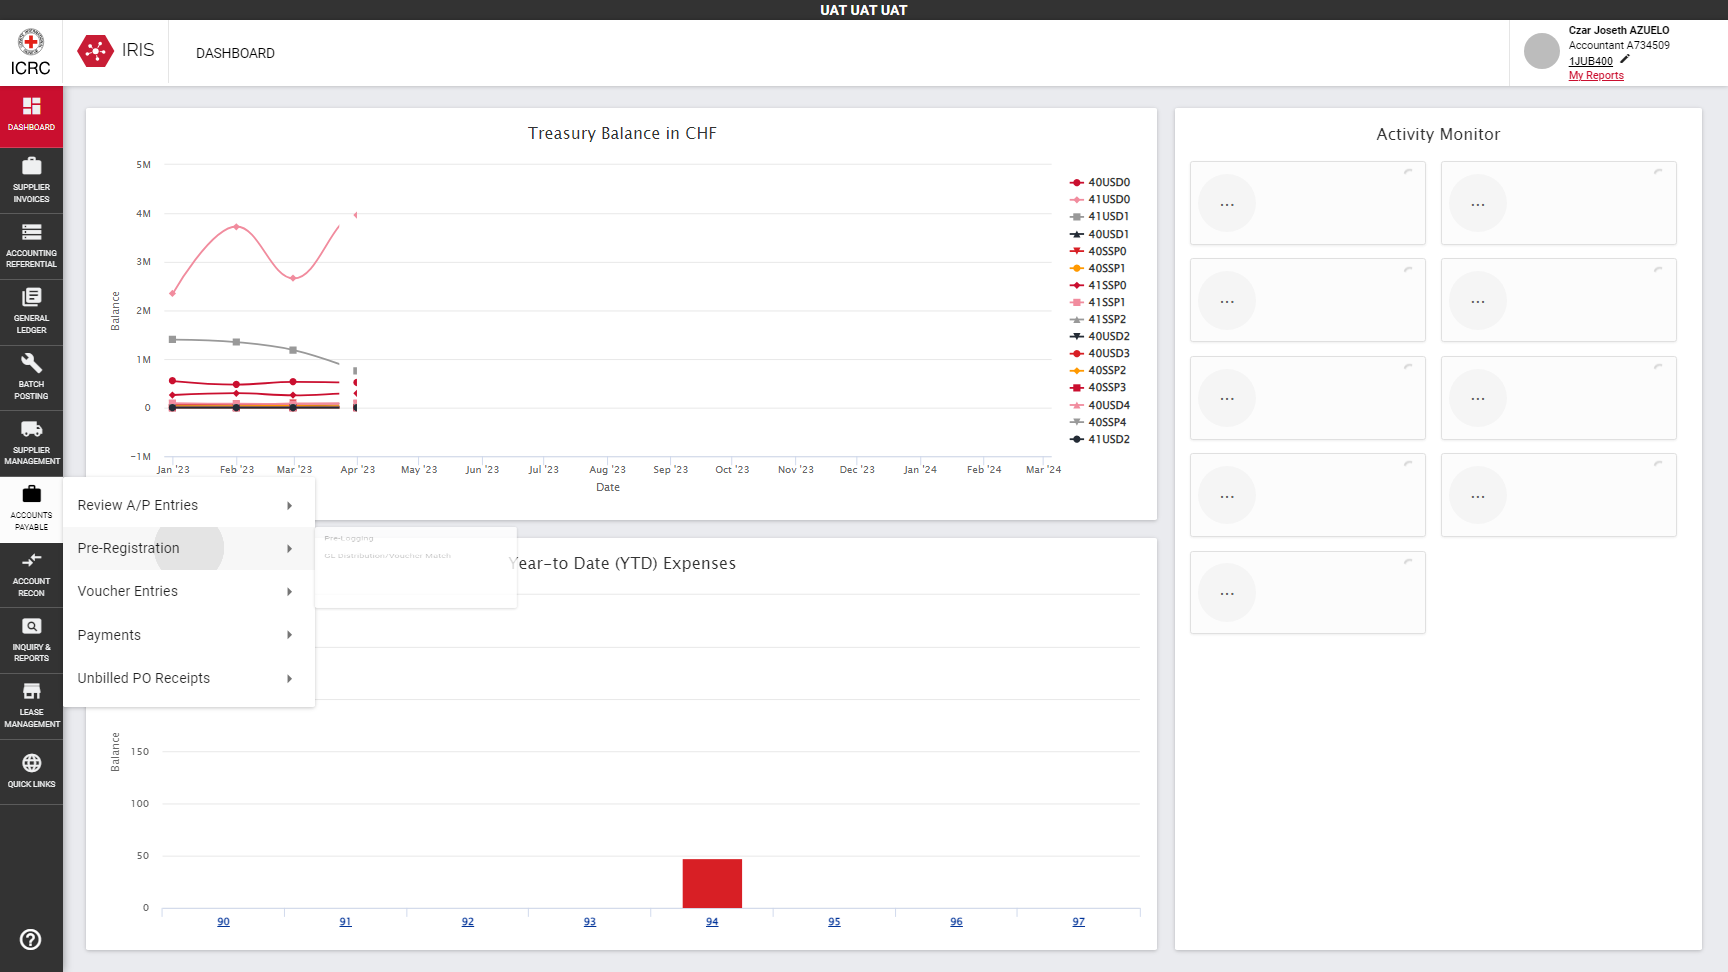 UAT UAT UAT
ICRC
IRIS
DASHBOARD
Czar Joseth AZUELO
Accountant A734509
1JUB400
My Reports
DASHBOARD
SUPPLIER
INVOICES
ACCOUNTING
REFERENTIAL
GENERAL
LEDGER
BATCH
POSTING
SUPPLIER
MANAGEMENT
ACCOUNTS
PAYABLE
ACCOUNT
RECON
INQUIRY &
REPORTS
LEASE
MANAGEMENT
QUICK LINKS
Treasury Balance in CHF
Balance
5M
4M
3M
2M
1M
0
−1M
Jan '23
Feb '23
Mar '23
Apr '23
May '23
Jun '23
Jul '23
Aug '23
Sep '23
Oct '23
Nov '23
Dec '23
Jan '24
Feb '24
Mar '24
Date
40USD0
41USD0
41USD1
40USD1
40SSP0
40SSP1
41SSP0
41SSP1
41SSP2
40USD2
40USD3
40SSP2
40SSP3
40USD4
40SSP4
41USD2
Review A/P Entries
Pre-Registration
Voucher Entries
Payments
Unbilled PO Receipts
Pre-Logging
GL Distribution/Voucher Match
Year-to Date (YTD) Expenses
Balance
150
100
50
0
90
91
92
93
94
95
96
97
Activity Monitor
...
...
...
...
...
...
...
...
...